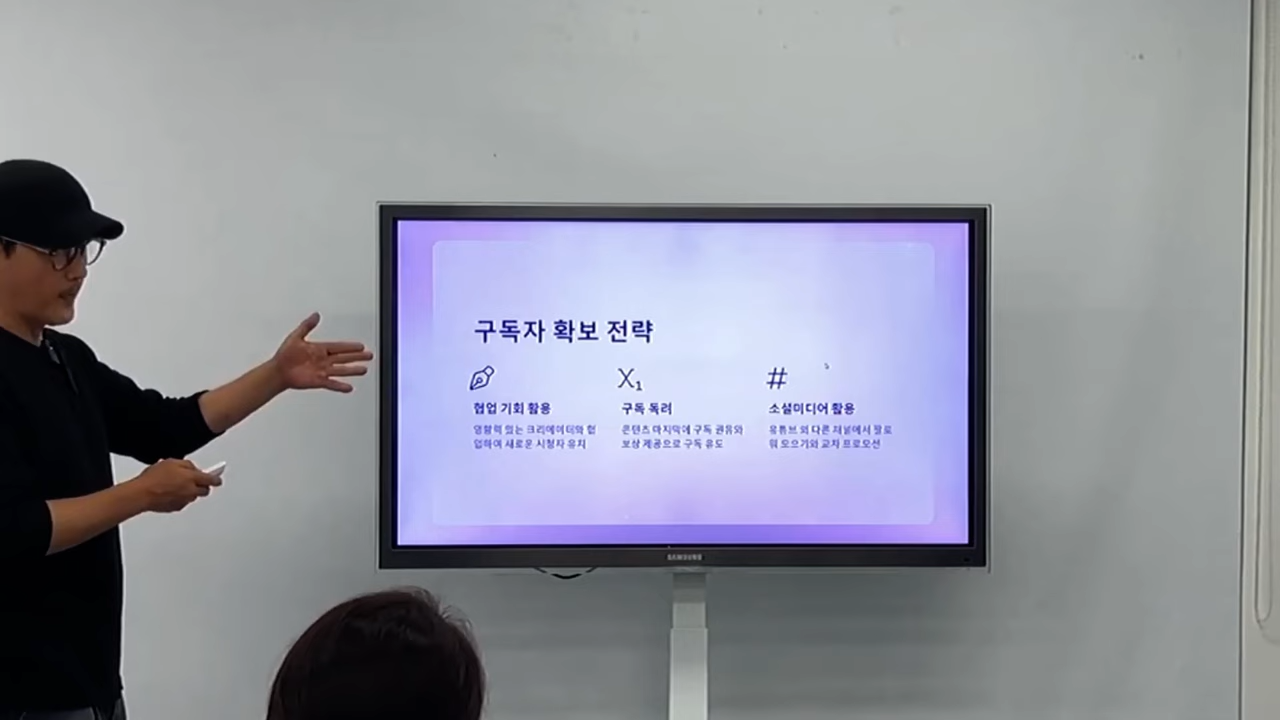 구독자 확보 전략
X₁
#
협업 기회 활용
구독 독려
소셜미디어 활용
영향력 있는 크리에이터와 협
업하여 새로운 시청자 유치
콘텐츠 마지막에 구독 권유와
보상 제공으로 구독 유도
유튜브 외 다른 채널에서 팔로
워 모으기와 교차 프로모션
SAMSUNG